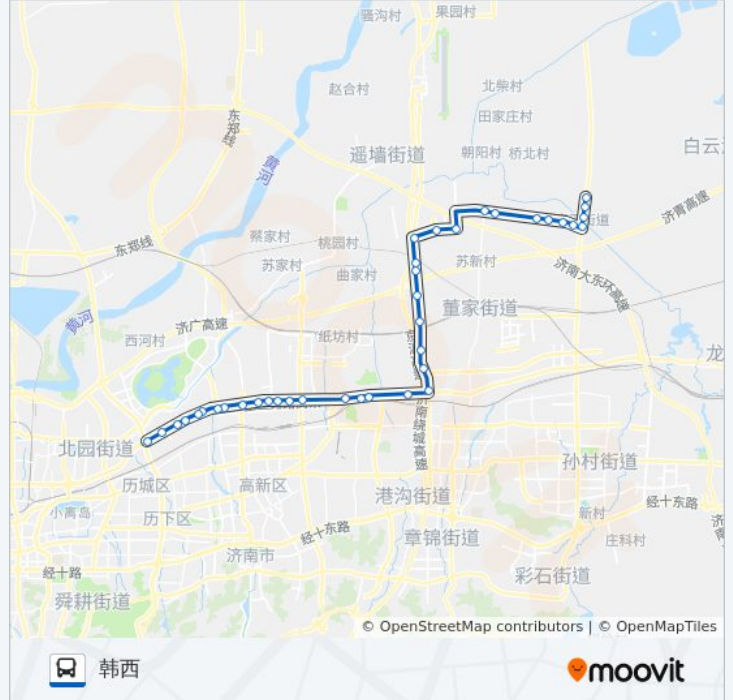 骚沟村
果园村
赵合村
北柴村
田家庄村
东郑线
遥墙街道
朝阳村
桥北村
白云
黄河
济青高速
蔡家村
桃园村
东郑线
苏家村
曲家村
苏新村
济南大东环高速
董家街道
黄河
济广高速
西河村
纸坊村
龙
济南绕城高速
北园街道
孙村街道
历城区
高新区
港沟街道
经十东路
小离岛
历下区
新村
经十东路
章锦街道
庄科村
济南市
经十路
彩石街道
舜耕街道
© OpenStreetMap contributors | © OpenMapTiles
韩西
moovit